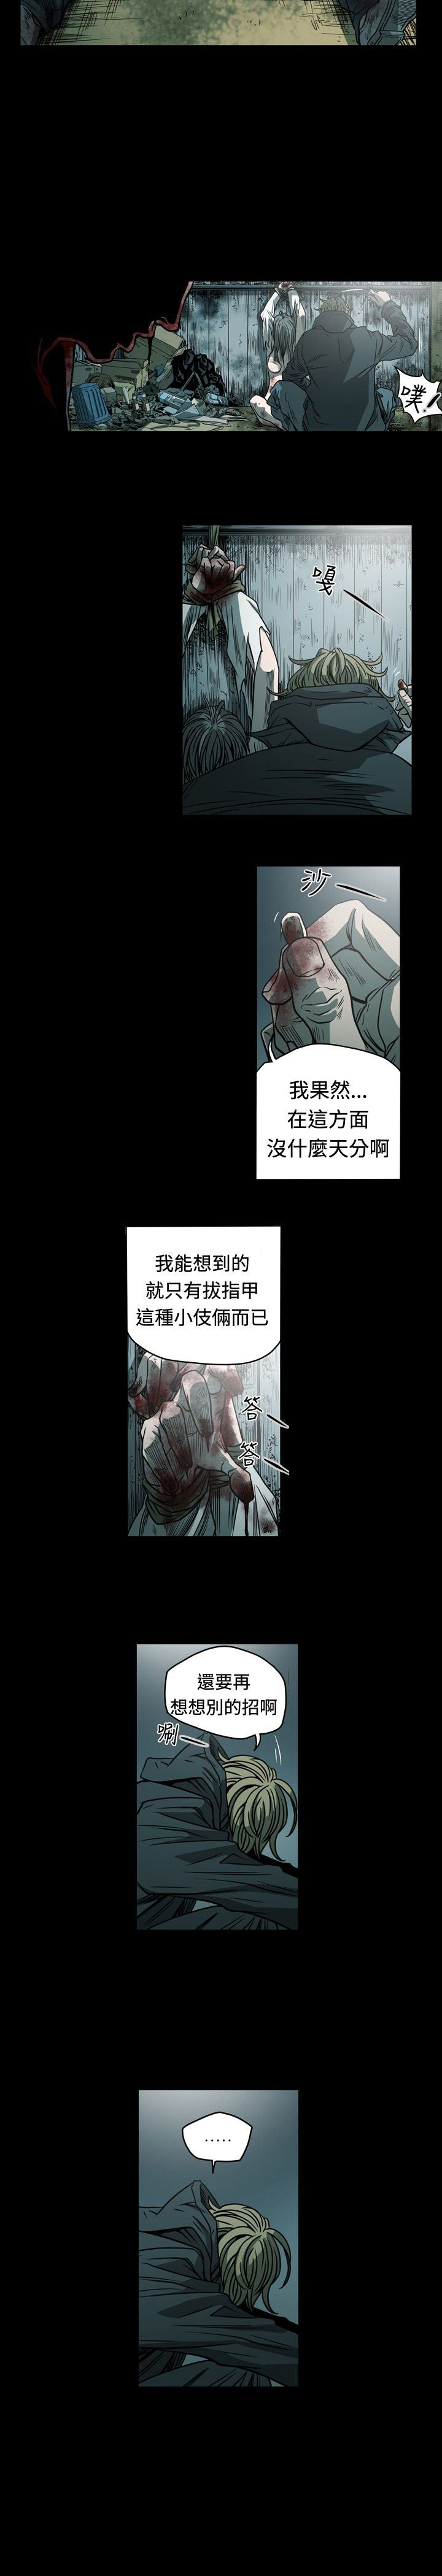 噗
嘎
沙
我果然...
在這方面
沒什麼天分啊
我能想到的
就只有拔指甲
這種小伎倆而已
答
答
還要再
想想別的招啊
唰
.....